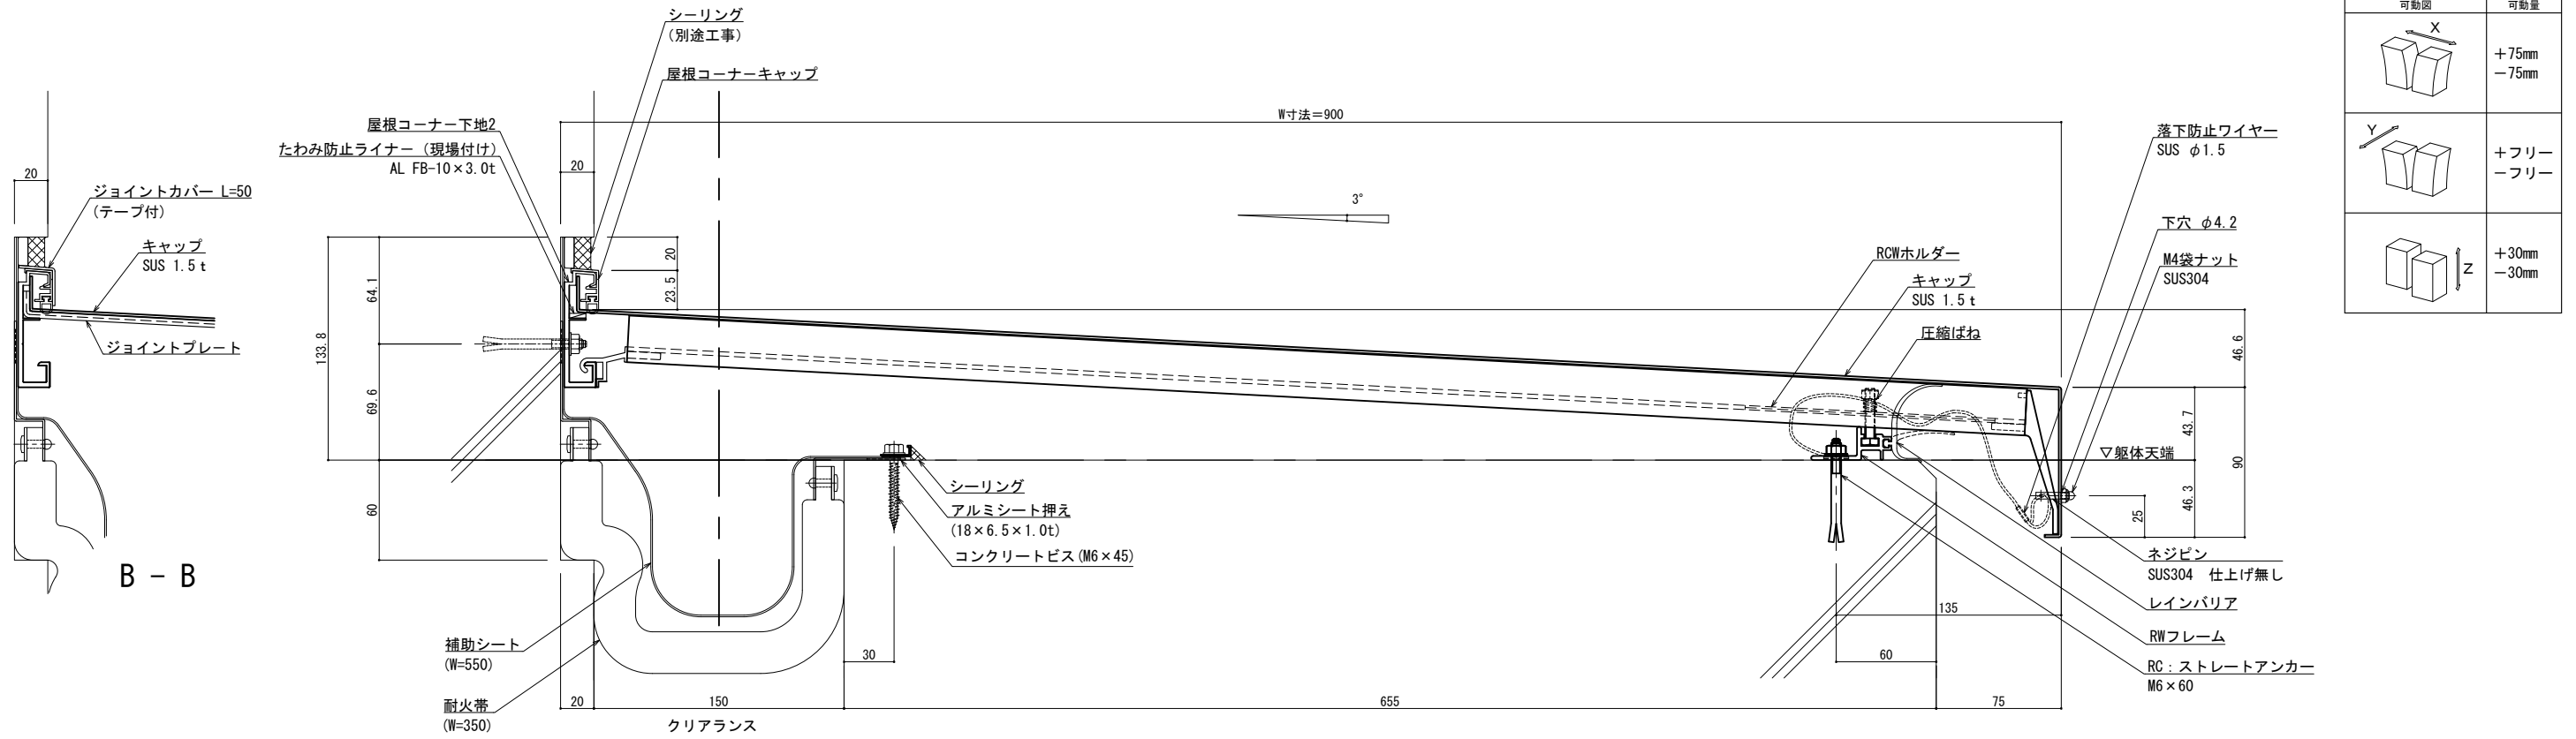 シーリング
(別途工事)
屋根コーナーキャップ
屋根コーナー下地2
たわみ防止ライナー (現場付け)
AL FB-10×3.0t
20
W寸法=900
3°
20
ジョイントカバー L=50
(テープ付)
キャップ
SUS 1.5t
ジョイントプレート
B - B
133.8
64.1
69.6
60
20
23.5
シーリング
アルミシート押え
(18×6.5×1.0t)
コンクリートビス(M6×45)
補助シート
(W=550)
耐火帯
(W=350)
30
20
150
クリアランス
655
75
60
135
RCWホルダー
キャップ
SUS 1.5t
圧縮ばね
落下防止ワイヤー
SUS φ1.5
下穴 φ4.2
M4袋ナット
SUS304
46.6
43.7
▽躯体天端
90
46.3
25
ネジピン
SUS304 仕上げ無し
レインバリア
RWフレーム
RC:ストレートアンカー
M6×60
可動図
可動量
X
+75mm
-75mm
Y
+フリー
-フリー
Z
+30mm
-30mm